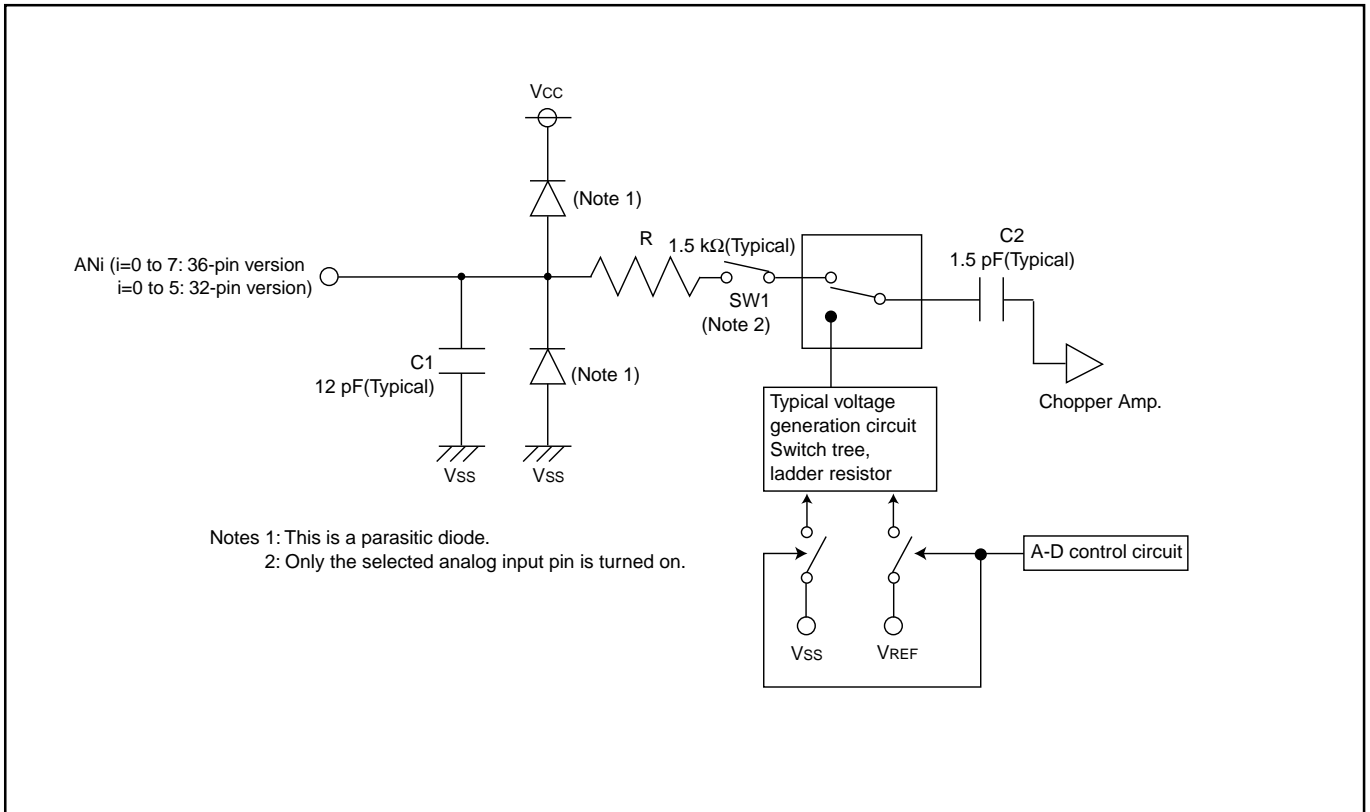 VCC
(Note 1)
R
1.5 kΩ(Typical)
C2
1.5 pF(Typical)
ANi (i=0 to 7: 36-pin version
i=0 to 5: 32-pin version)
SW1
(Note 2)
C1
12 pF(Typical)
(Note 1)
Chopper Amp.
Typical voltage
generation circuit
Switch tree,
ladder resistor
VSS
VSS
Notes 1: This is a parasitic diode.
2: Only the selected analog input pin is turned on.
A-D control circuit
VSS
VREF